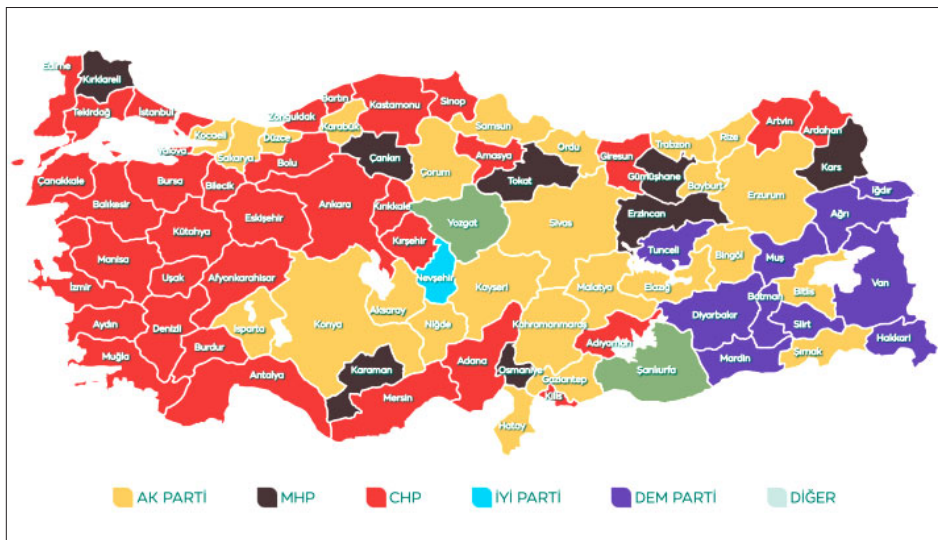 Edirne
Kırklareli
Tekirdağ
İstanbul
Yalova
Kocaeli
Sakarya
Düzce
Zonguldak
Bartın
Karabük
Kastamonu
Sinop
Samsun
Ordu
Giresun
Trabzon
Rize
Artvin
Ardahan
Kars
Iğdır
Ağrı
Bolu
Çankırı
Çorum
Amasya
Tokat
Gümüşhane
Bayburt
Erzurum
Erzincan
Çanakkale
Balıkesir
Bursa
Bilecik
Eskişehir
Ankara
Kırıkkale
Yozgat
Sivas
Tunceli
Bingöl
Muş
Kütahya
Kırşehir
Nevşehir
Kayseri
Malatya
Elazığ
Bitlis
Van
Manisa
İzmir
Uşak
Afyonkarahisar
Konya
Aksaray
Niğde
Kahramanmaraş
Adıyaman
Diyarbakır
Batman
Siirt
Şırnak
Hakkari
Aydın
Denizli
Isparta
Burdur
Muğla
Antalya
Karaman
Mersin
Adana
Osmaniye
Gaziantep
Kilis
Hatay
Şanlıurfa
Mardin
AK PARTİ
MHP
CHP
İYİ PARTİ
DEM PARTİ
DİĞER